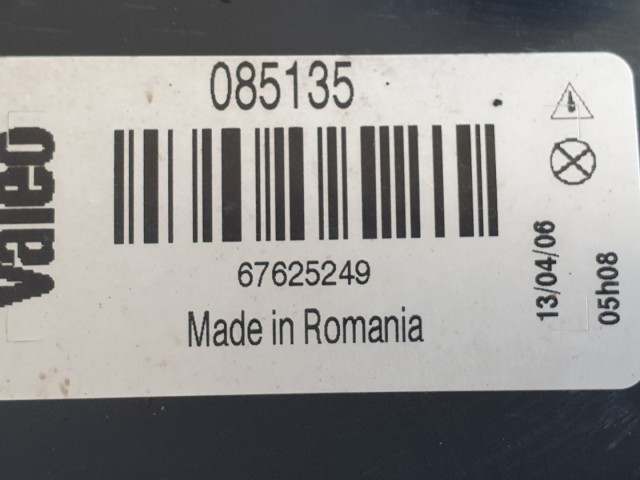 Valeo
085135
67625249
Made in Romania
13/04/06
05h08